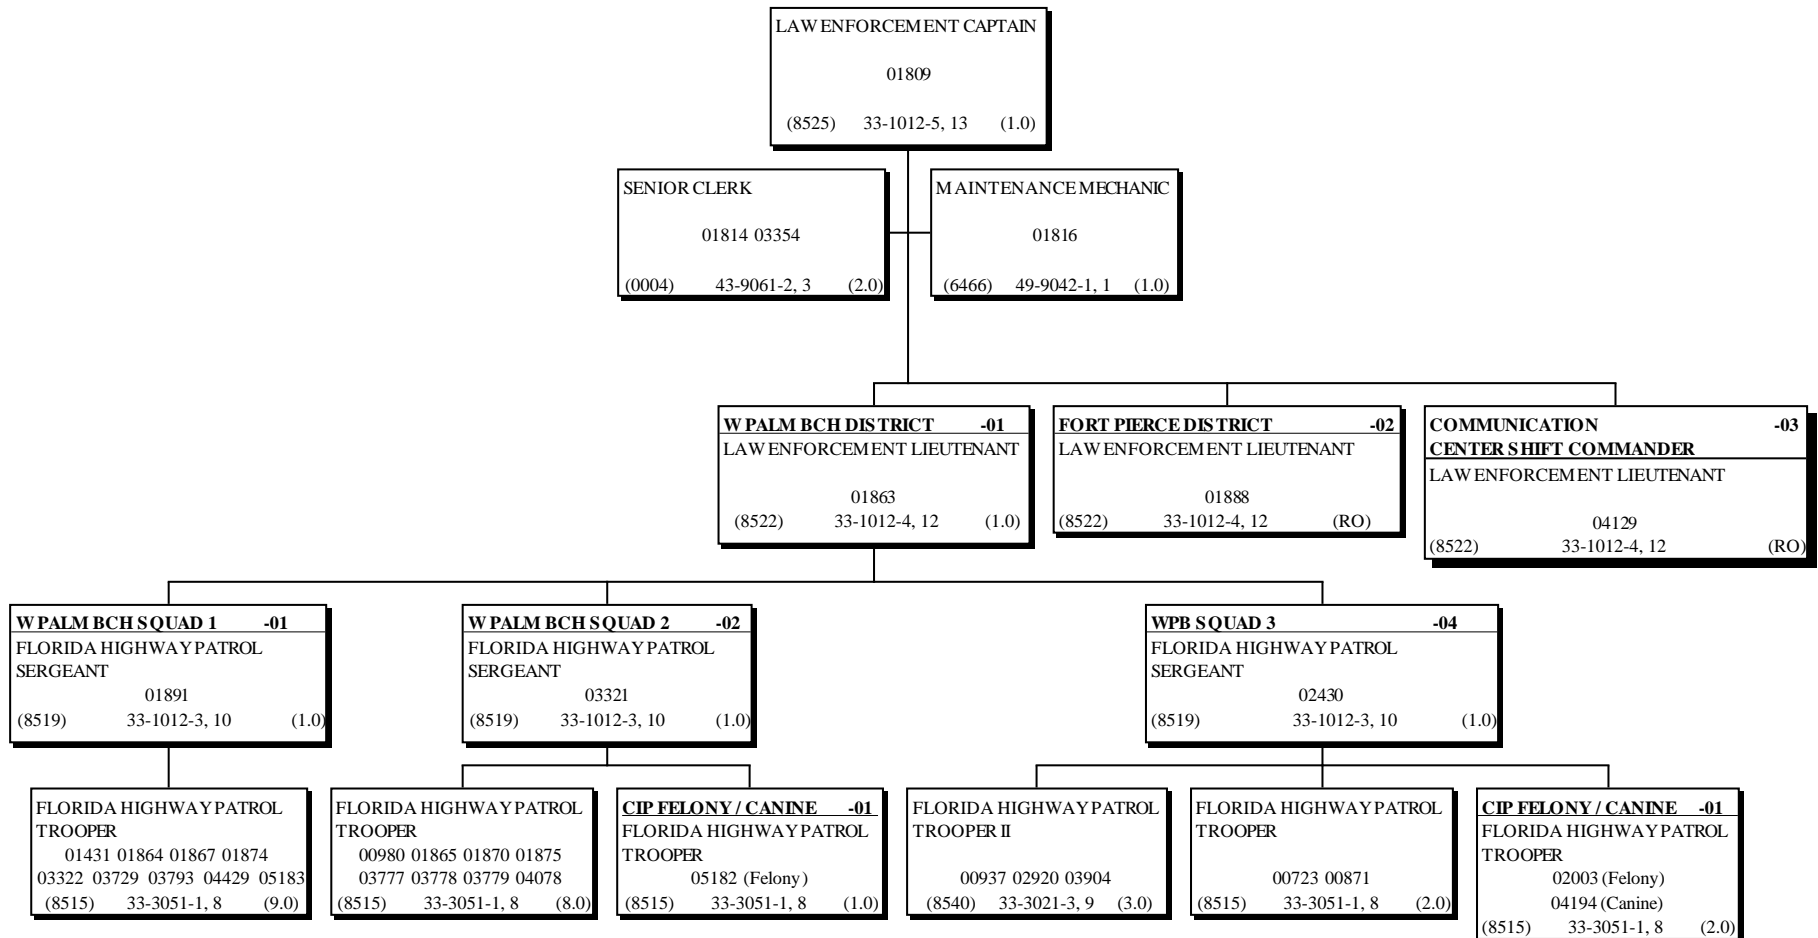 LAW ENFORCEMENT CAPTAIN
01809
(8525) 33-1012-5, 13 (1.0)
SENIOR CLERK
01814 03354
(0004) 43-9061-2, 3 (2.0)
MAINTENANCE MECHANIC
01816
(6466) 49-9042-1, 1 (1.0)
W PALM BCH DISTRICT -01
LAW ENFORCEMENT LIEUTENANT
01863
(8522) 33-1012-4, 12 (1.0)
FORT PIERCE DISTRICT -02
LAW ENFORCEMENT LIEUTENANT
01888
(8522) 33-1012-4, 12 (RO)
COMMUNICATION -03
CENTER SHIFT COMMANDER
LAW ENFORCEMENT LIEUTENANT
04129
(8522) 33-1012-4, 12 (RO)
W PALM BCH SQUAD 1 -01
FLORIDA HIGHWAY PATROL
SERGEANT
01891
(8519) 33-1012-3, 10 (1.0)
W PALM BCH SQUAD 2 -02
FLORIDA HIGHWAY PATROL
SERGEANT
03321
(8519) 33-1012-3, 10 (1.0)
WPB SQUAD 3 -04
FLORIDA HIGHWAY PATROL
SERGEANT
02430
(8519) 33-1012-3, 10 (1.0)
FLORIDA HIGHWAY PATROL
TROOPER
01431 01864 01867 01874
03322 03729 03793 04429 05183
(8515) 33-3051-1, 8 (9.0)
FLORIDA HIGHWAY PATROL
TROOPER
00980 01865 01870 01875
03777 03778 03779 04078
(8515) 33-3051-1, 8 (8.0)
CIP FELONY / CANINE -01
FLORIDA HIGHWAY PATROL
TROOPER
05182 (Felony)
(8515) 33-3051-1, 8 (1.0)
FLORIDA HIGHWAY PATROL
TROOPER II
00937 02920 03904
(8540) 33-3021-3, 9 (3.0)
FLORIDA HIGHWAY PATROL
TROOPER
00723 00871
(8515) 33-3051-1, 8 (2.0)
CIP FELONY / CANINE -01
FLORIDA HIGHWAY PATROL
TROOPER
02003 (Felony)
04194 (Canine)
(8515) 33-3051-1, 8 (2.0)